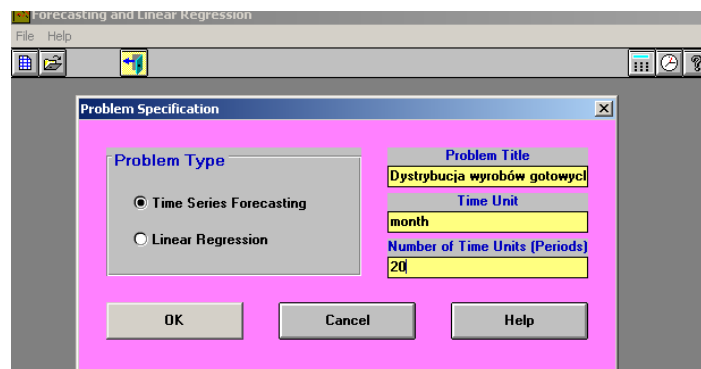 Forecasting and Linear Regression
File Help
Problem Specification
Problem Type
Time Series Forecasting
Linear Regression
Problem Title
Dystrybucja wyrobów gotowycl
Time Unit
month
Number of Time Units (Periods)
20
OK Cancel Help